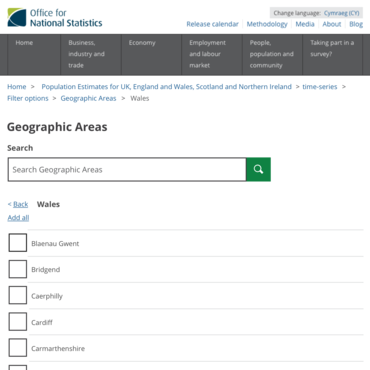 Office for
National Statistics
Change language: Cymraeg (CY)
Release calendar Methodology Media About Blog
Home
Business,
industry and
trade
Economy
Employment
and labour
market
People,
population and
community
Taking part in a
survey?
Home > Population Estimates for UK, England and Wales, Scotland and Northern Ireland > time-series >
Filter options > Geographic Areas > Wales
Geographic Areas
Search
Search Geographic Areas
< Back Wales
Add all
Blaenau Gwent
Bridgend
Caerphilly
Cardiff
Carmarthenshire